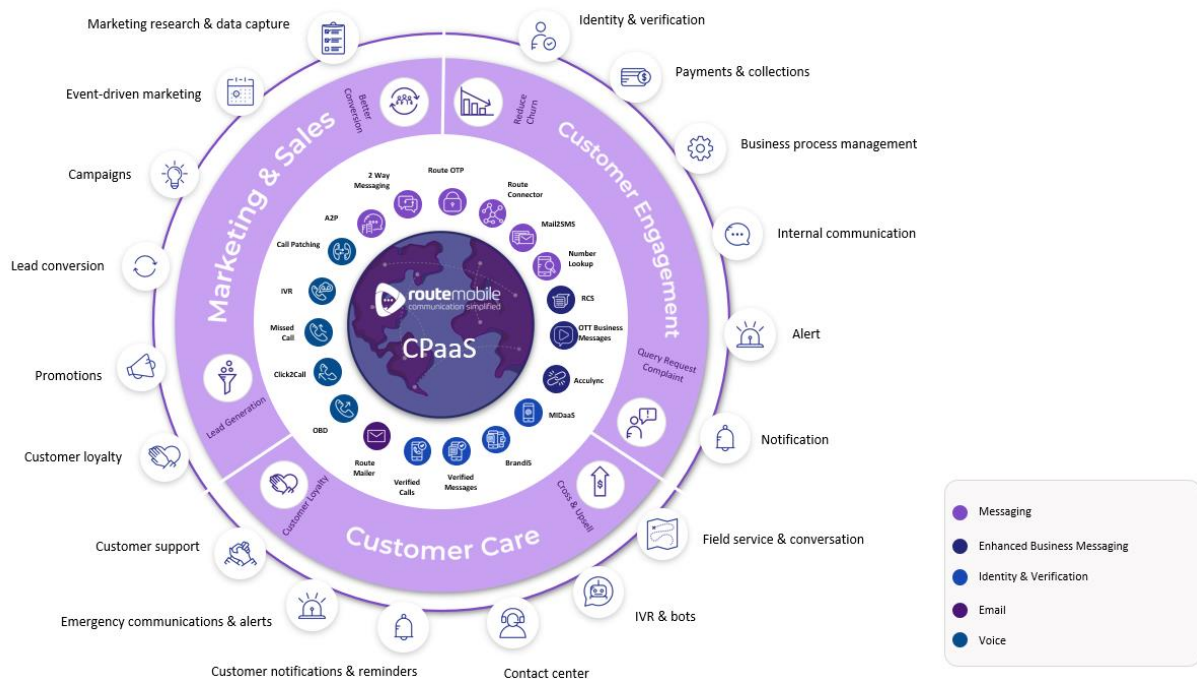 Marketing research & data capture
Identity & verification
Event-driven marketing
Payments & collections
Campaigns
Business process management
Lead conversion
Internal communication
Promotions
Alert
Customer loyalty
Notification
Customer support
Field service & conversation
Emergency communications & alerts
IVR & bots
Customer notifications & reminders
Contact center
Marketing & Sales
Better
Conversion
Lead Generation
Customer Engagement
Reduce
Churn
Query Request
Complaint
Customer Care
Customer Loyalty
Cross & Upsell
Route OTP
Route
Connector
Mail2SMS
Number
Lookup
RCS
OTT Business
Messages
Acculync
MIDaaS
BrandiS
Verified
Messages
Verified
Calls
Route
Mailer
OBD
Click2Call
Missed
Call
IVR
Call Patching
A2P
2 Way
Messaging
routemobile
communication simplified
CPaaS
Messaging
Enhanced Business Messaging
Identity & Verification
Email
Voice